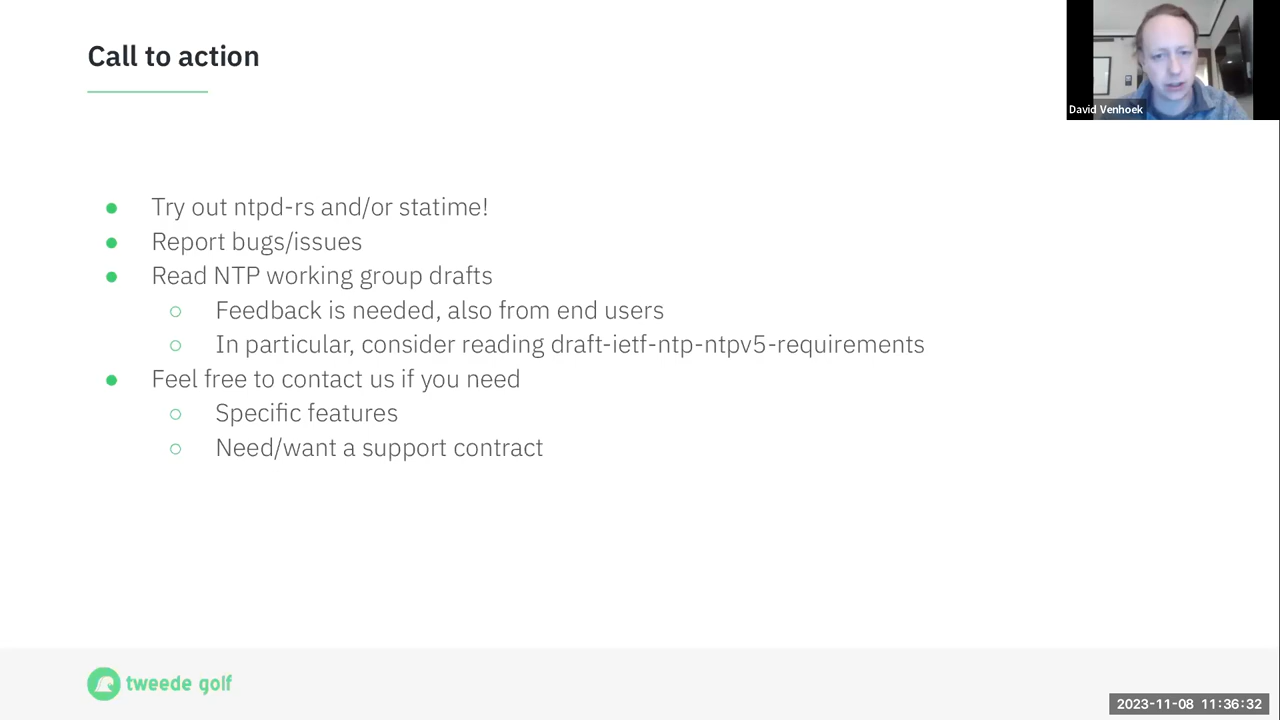 Call to action
David Venhoek
● Try out ntpd-rs and/or statime!
● Report bugs/issues
● Read NTP working group drafts
○ Feedback is needed, also from end users
○ In particular, consider reading draft-ietf-ntp-ntpv5-requirements
● Feel free to contact us if you need
○ Specific features
○ Need/want a support contract
tweede golf
2023-11-08 11:36:32